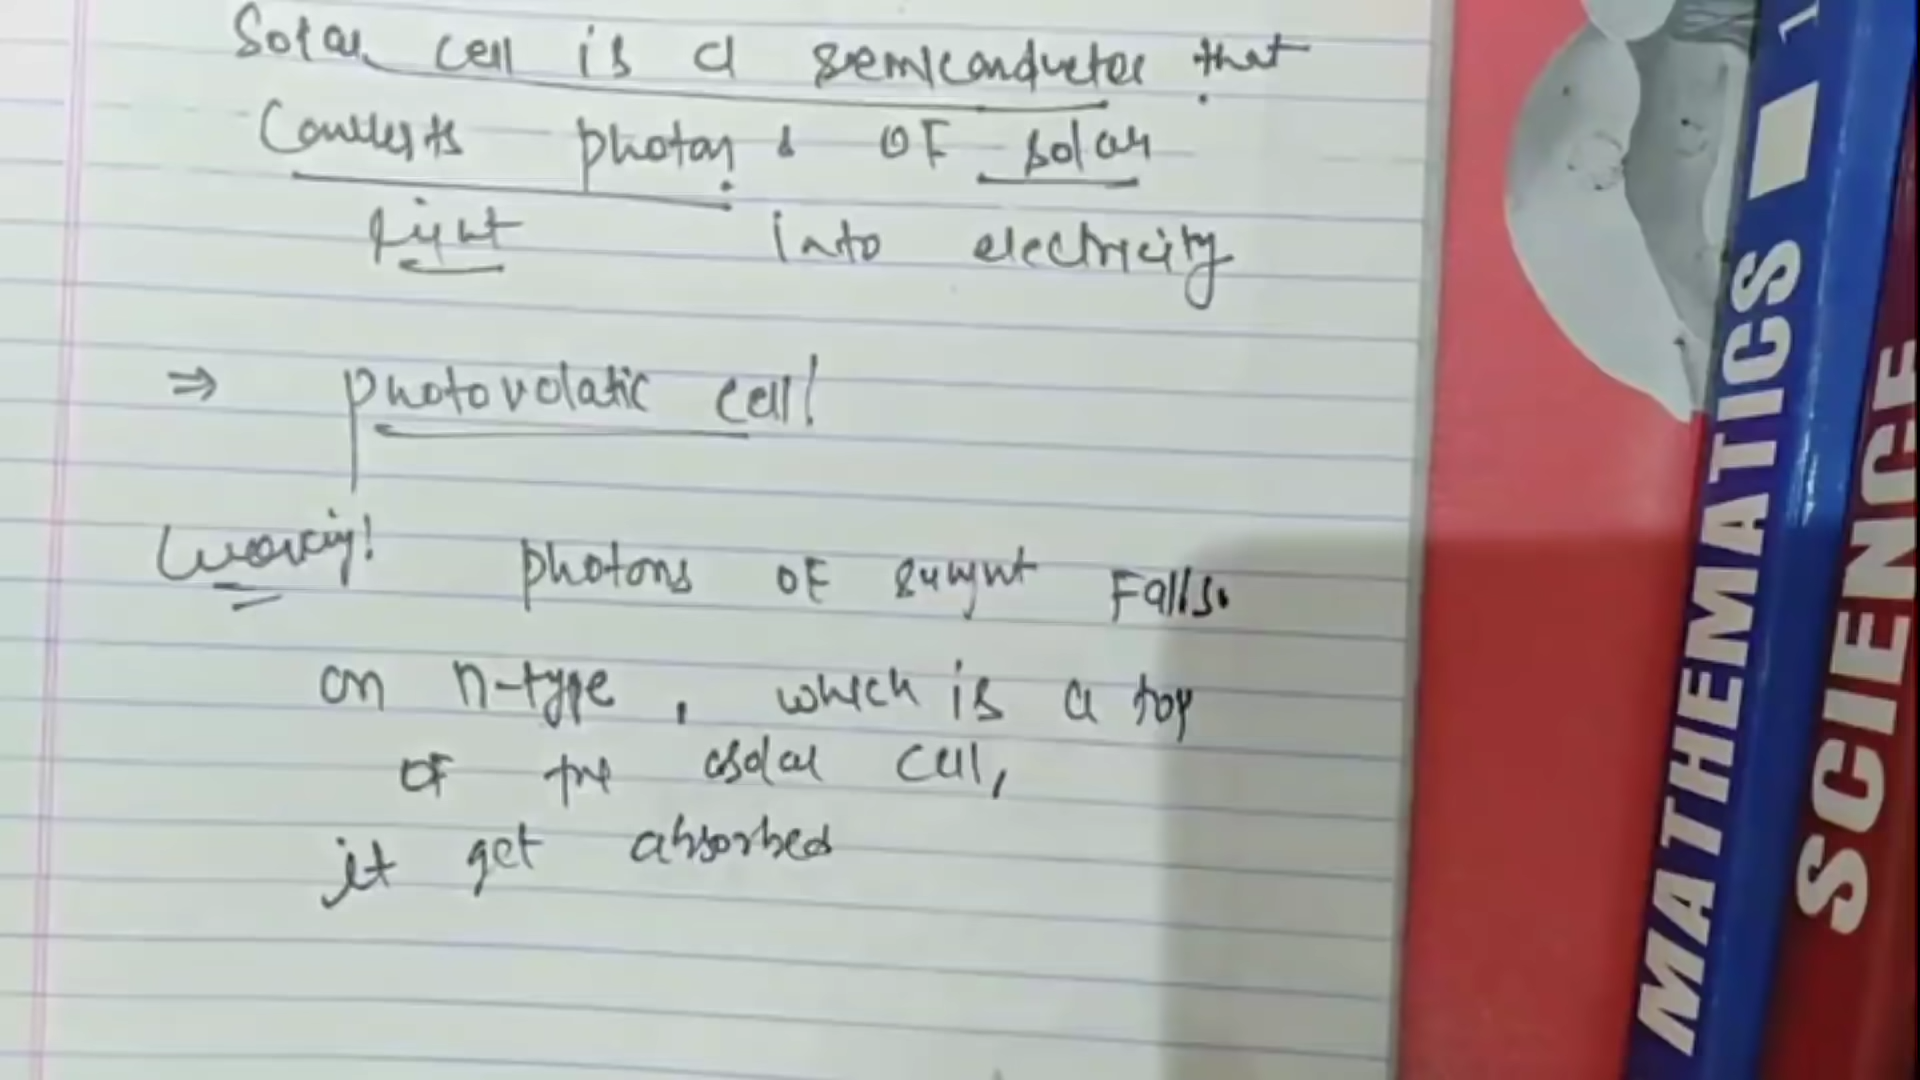 Solar cell is a semiconductor that
Converts photons OF solar
light into electricity
⇒ photovolatic cell!
Working! photons OF sunlight Falls.
on n-type, which is a top
OF the solar cell,
it get absorbed
MATHEMATICS 1
SCIENCE